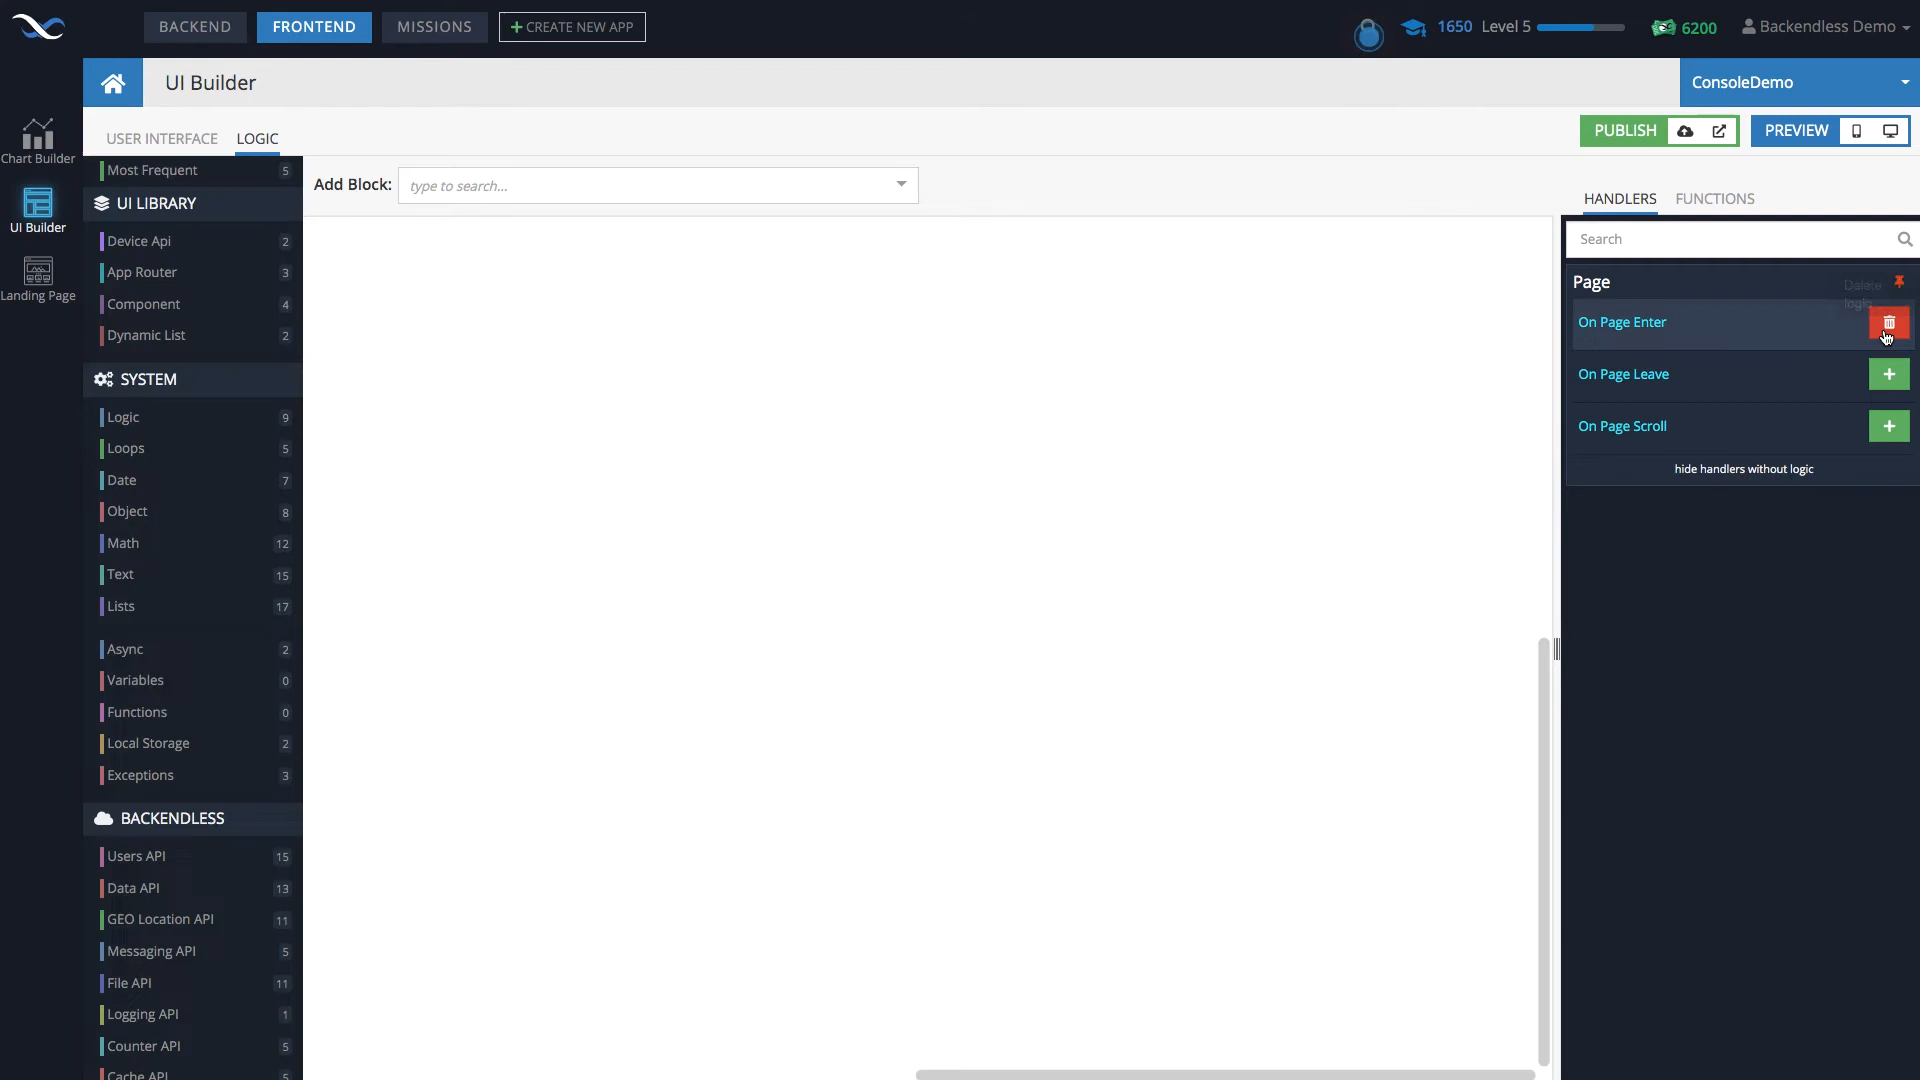 BACKEND
FRONTEND
MISSIONS
+ CREATE NEW APP
1650 Level 5
6200
Backendless Demo
UI Builder
ConsoleDemo
Chart Builder
UI Builder
Landing Page
USER INTERFACE
LOGIC
PUBLISH
PREVIEW
Most Frequent 5
UI LIBRARY
Device Api 2
App Router 3
Component 4
Dynamic List 2
SYSTEM
Logic 9
Loops 5
Date 7
Object 8
Math 12
Text 15
Lists 17
Async 2
Variables 0
Functions 0
Local Storage 2
Exceptions 3
BACKENDLESS
Users API 15
Data API 13
GEO Location API 11
Messaging API 5
File API 11
Logging API 1
Counter API 5
Cache API 5
Add Block: type to search...
HANDLERS
FUNCTIONS
Search
Page
Delete
logic
On Page Enter
On Page Leave +
On Page Scroll +
hide handlers without logic